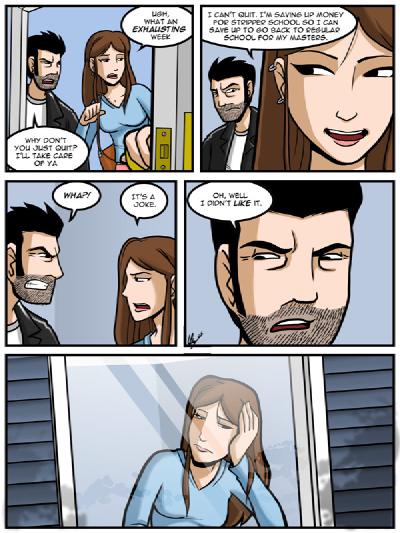 UGH,
WHAT AN
EXHAUSTING
WEEK
WHY DON'T
YOU JUST QUIT?
I'LL TAKE CARE
OF YA
I CAN'T QUIT. I'M SAVING UP MONEY
FOR STRIPPER SCHOOL SO I CAN
SAVE UP TO GO BACK TO REGULAR
SCHOOL FOR MY MASTERS.
WHAP!
IT'S A
JOKE.
OH, WELL
I DIDN'T LIKE IT.